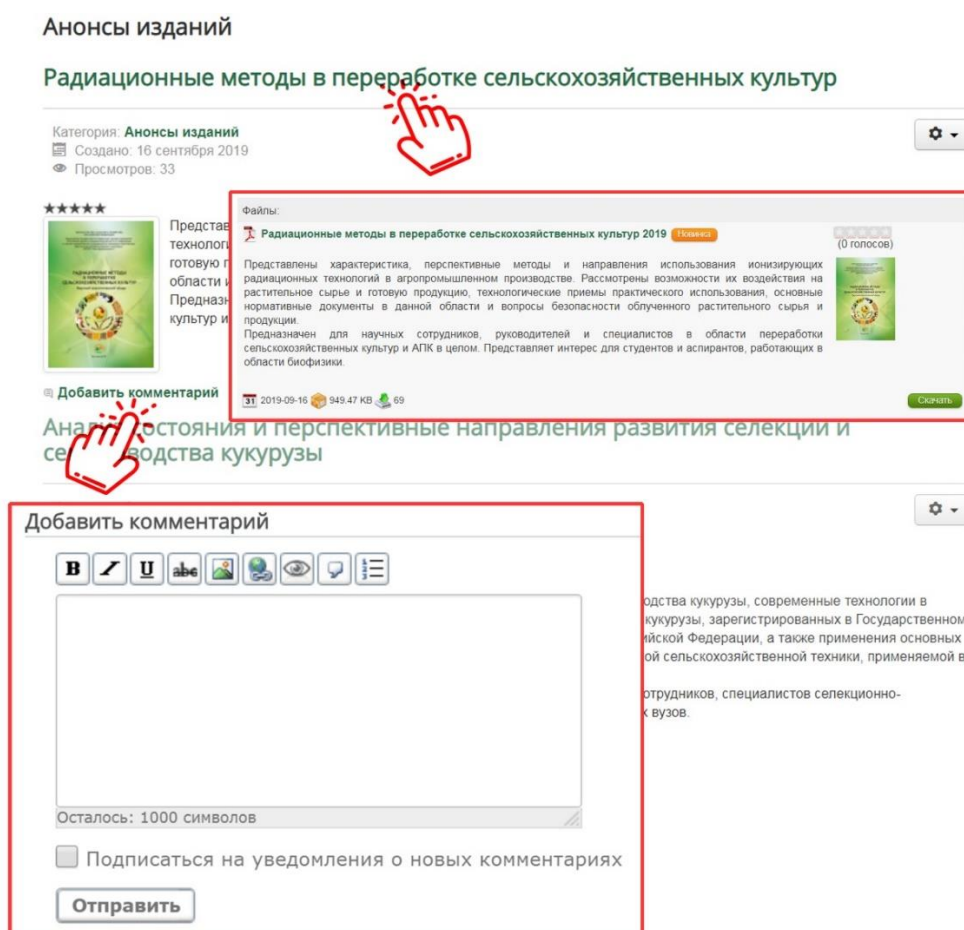 Анонсы изданий
Радиационные методы в переработке сельскохозяйственных культур
Категория: Анонсы изданий
Создано: 16 сентября 2019
Просмотров: 33
Представ
технологи
готовую п
области и
Предназн
культур и
Файлы:
Радиационные методы в переработке сельскохозяйственных культур 2019 Новинка
(0 голосов)
Представлены характеристика, перспективные методы и направления использования ионизирующих
радиационных технологий в агропромышленном производстве. Рассмотрены возможности их воздействия на
растительное сырье и готовую продукцию, технологические приемы практического использования, основные
нормативные документы в данной области и вопросы безопасности облученного растительного сырья и
продукции.
Предназначен для научных сотрудников, руководителей и специалистов в области переработки
сельскохозяйственных культур и АПК в целом. Представляет интерес для студентов и аспирантов, работающих в
области биофизики.
31 2019-09-16 949.47 KB 69
Скачать
Добавить комментарий
состояния и перспективные направления развития селекции и
кукурузы
Добавить комментарий
B I U abc
Осталось: 1000 символов
Подписаться на уведомления о новых комментариях
Отправить
одства кукурузы, современные технологии в
кукурузы, зарегистрированных в Государственном
йской Федерации, а также применения основных
ой сельскохозяйственной техники, применяемой в
отрудников, специалистов селекционно-
х вузов.